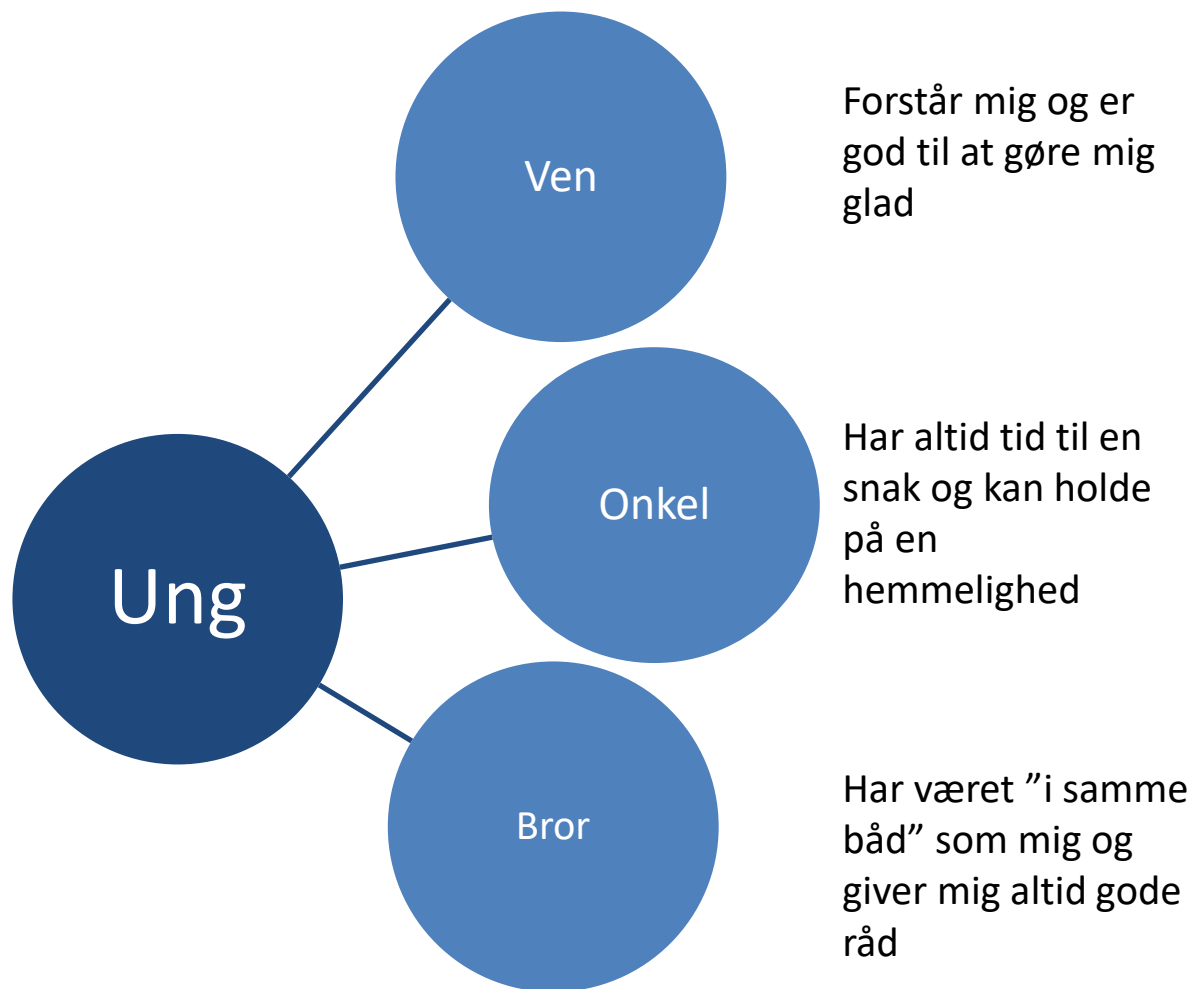 Ven
Forstår mig og er
god til at gøre mig
glad
Onkel
Har altid tid til en
snak og kan holde
på en
hemmelighed
Ung
Bror
Har været ”i samme
båd” som mig og
giver mig altid gode
råd